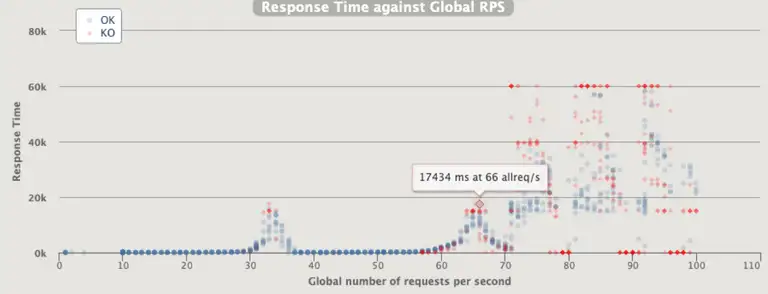 Response Time against Global RPS
OK
KO
80k
60k
40k
20k
0k
Response Time
17434 ms at 66 allreq/s
0 10 20 30 40 50 60 70 80 90 100 110
Global number of requests per second